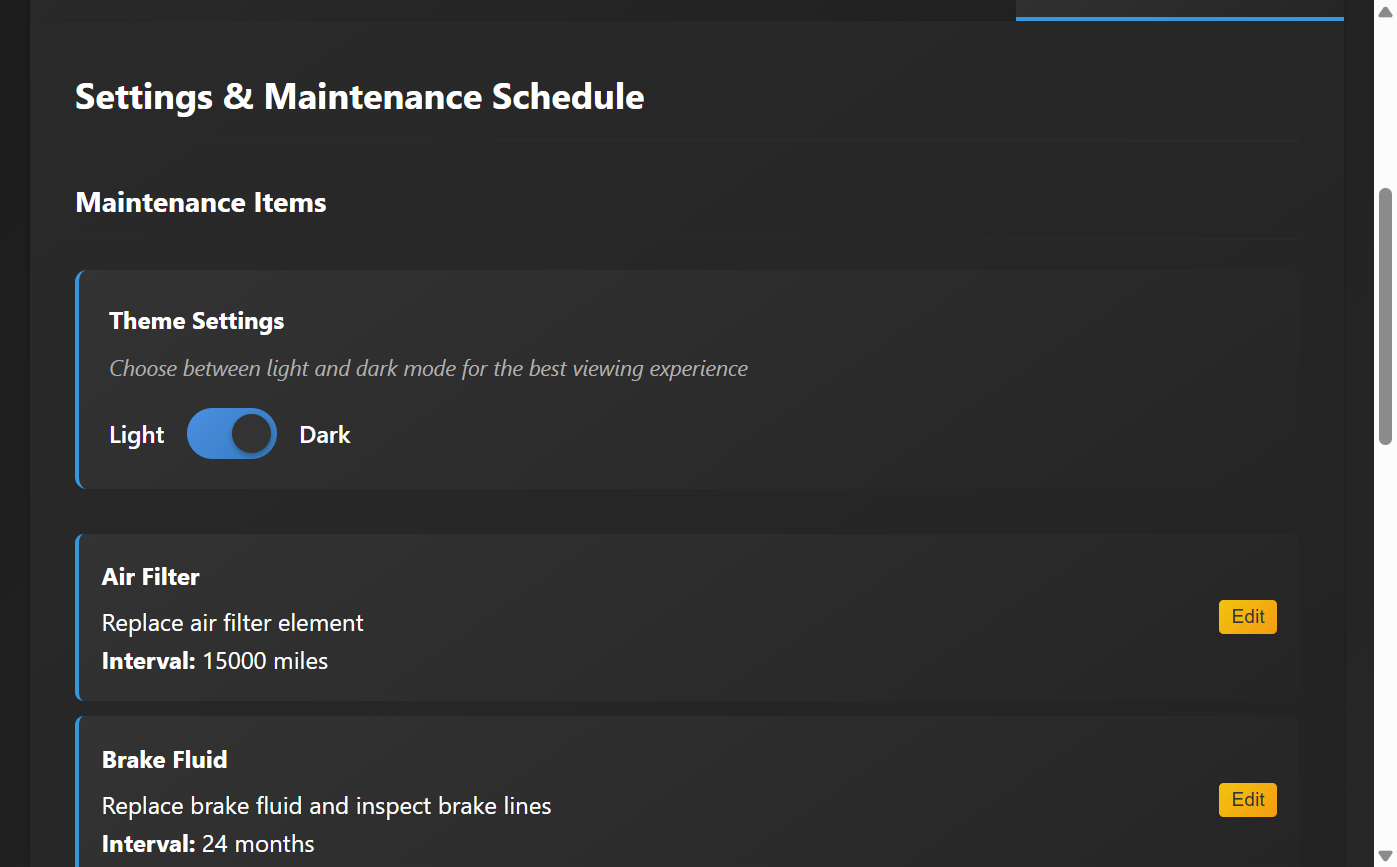 Settings & Maintenance Schedule
Maintenance Items
Theme Settings
Choose between light and dark mode for the best viewing experience
Light Dark
Air Filter
Replace air filter element
Edit
Interval: 15000 miles
Brake Fluid
Replace brake fluid and inspect brake lines
Edit
Interval: 24 months